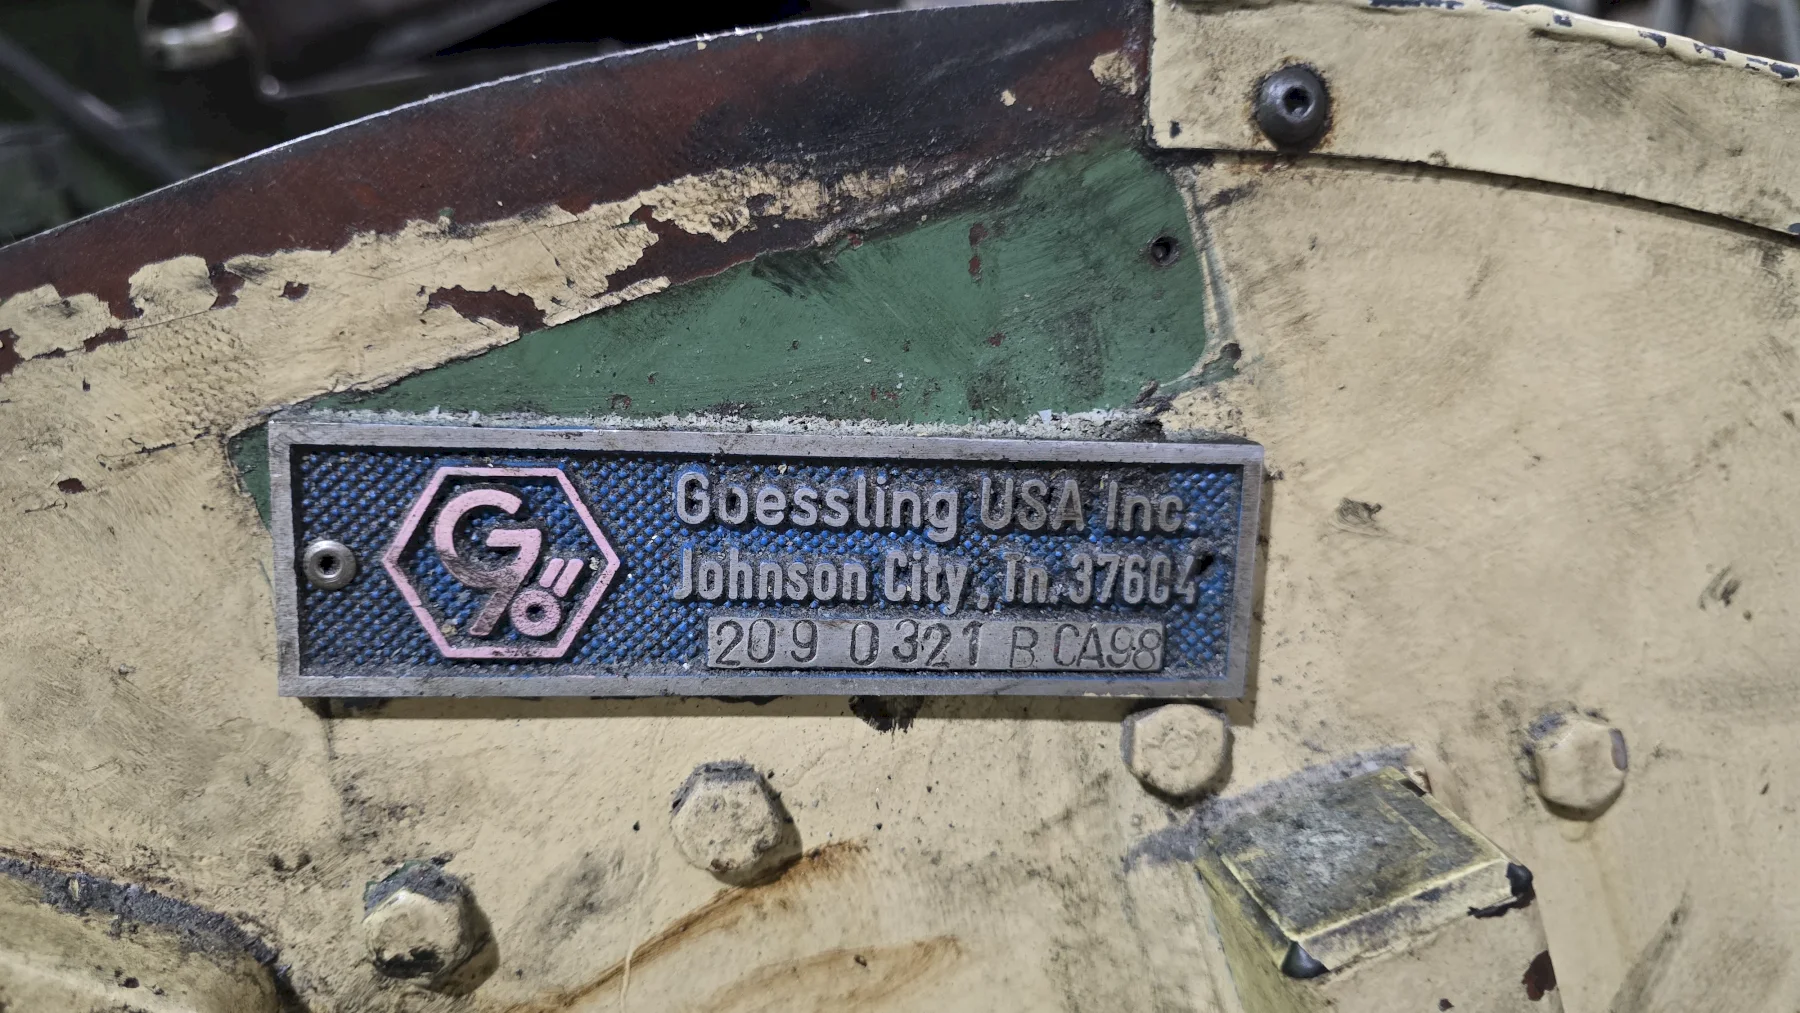 Goessling USA Inc.
Johnson City, Tn. 37604
209 0321 B CA98